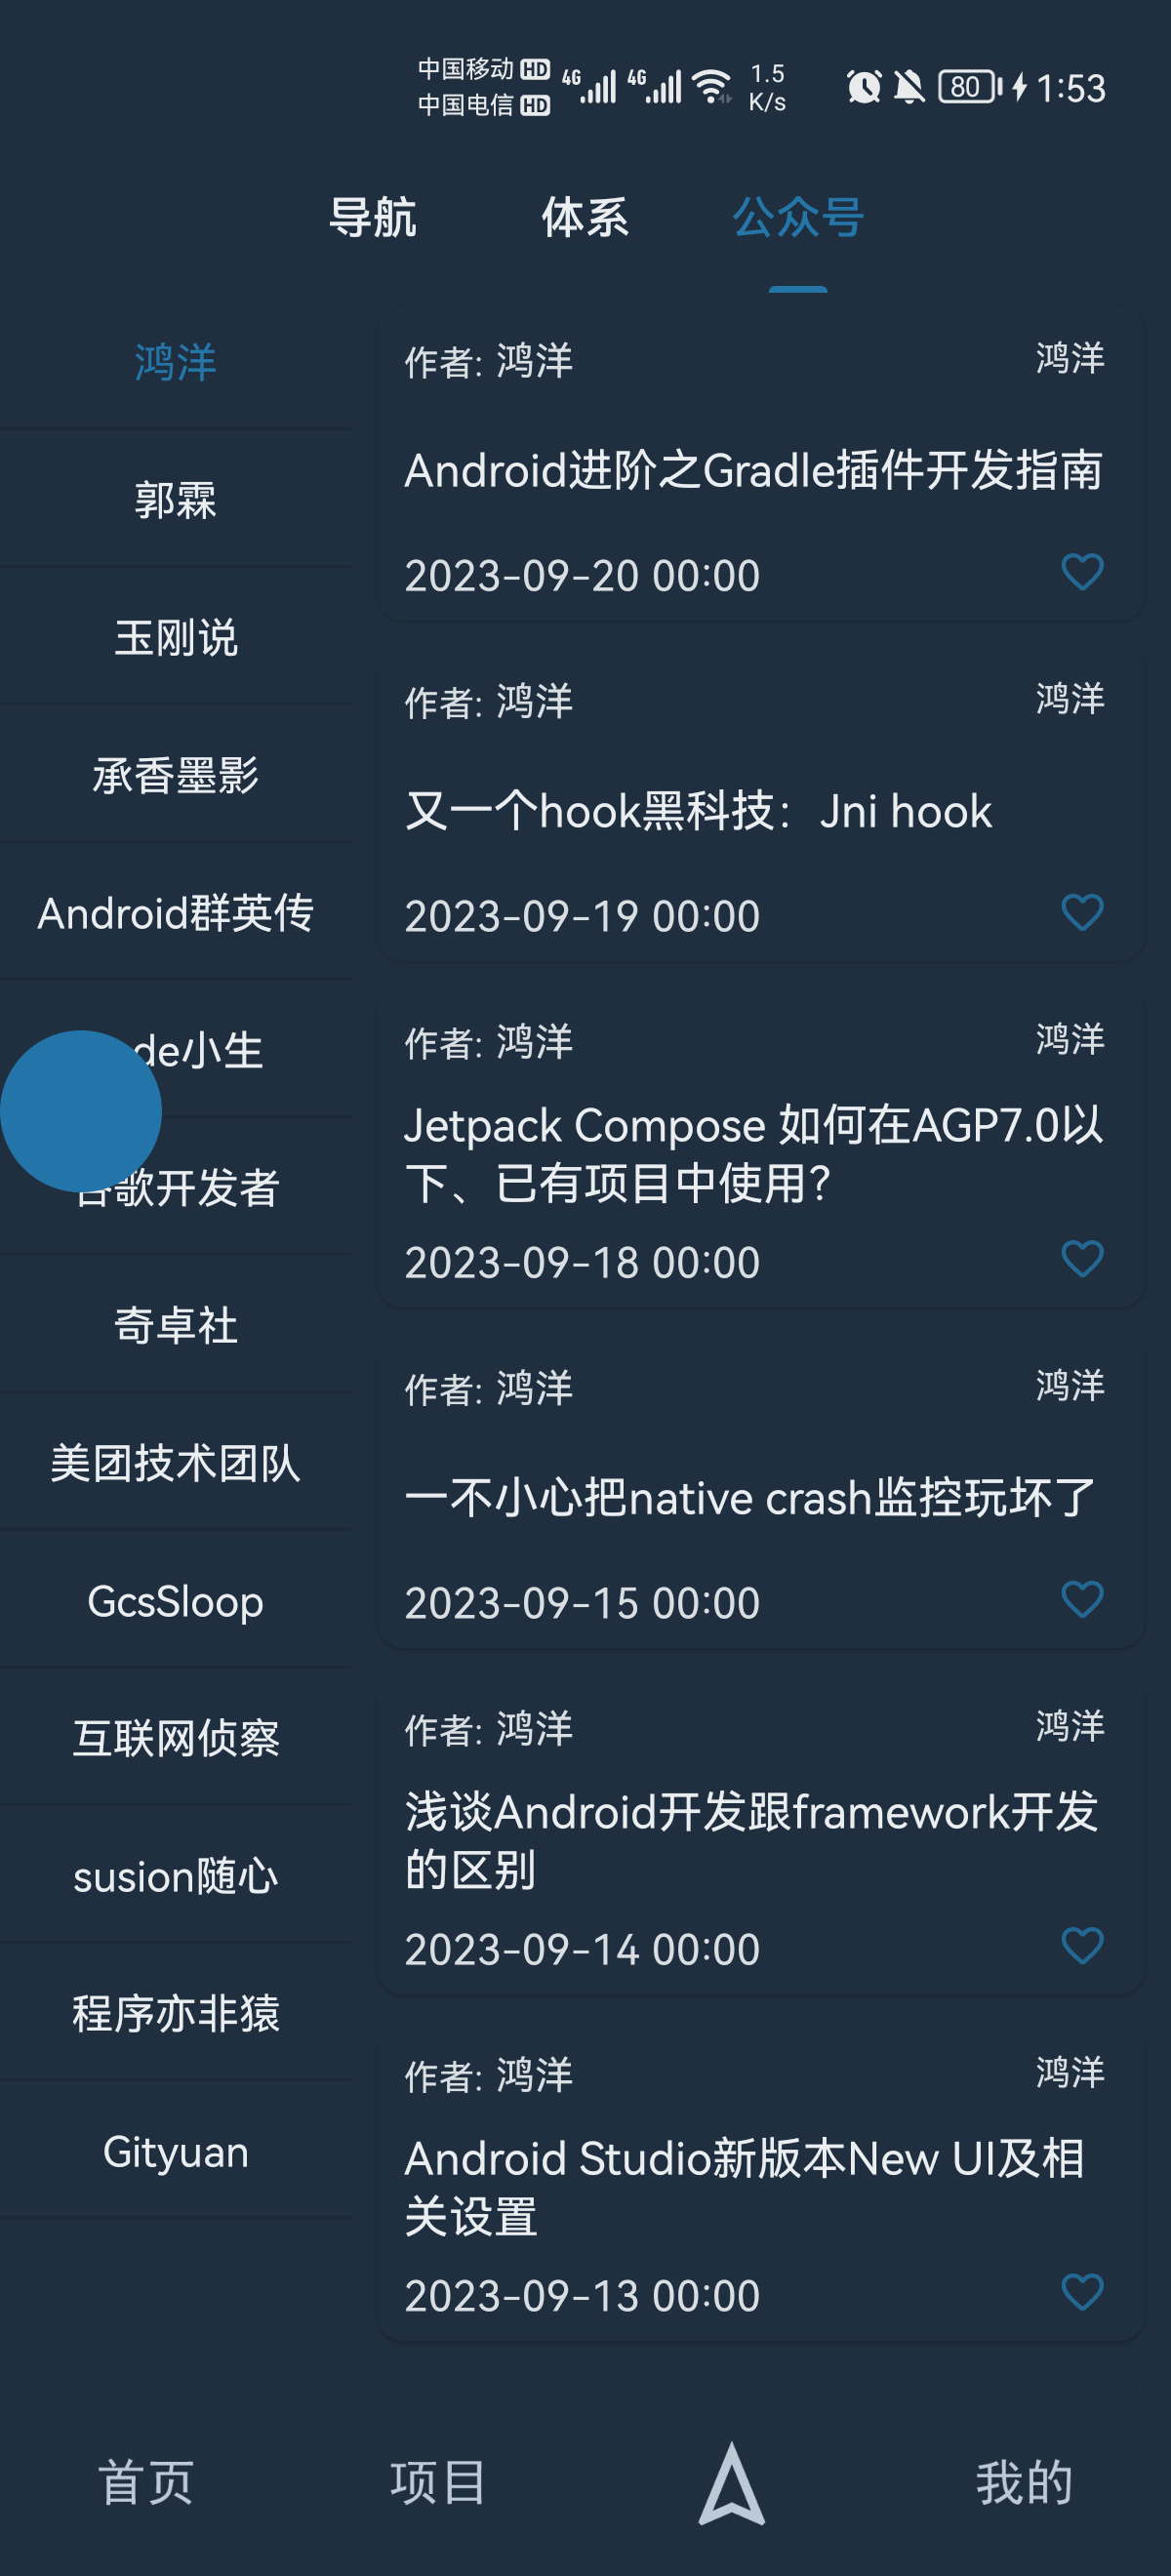 中国移动 HD 4G 4G 1.5 80 1:53
中国电信 HD K/s
导航 体系 公众号
鸿洋
郭霖
玉刚说
承香墨影
Android群英传
de小生
歌开发者
奇卓社
美团技术团队
GcsSloop
互联网侦察
susion随心
程序亦非猿
Gityuan
作者: 鸿洋 鸿洋
Android进阶之Gradle插件开发指南
2023-09-20 00:00
作者: 鸿洋 鸿洋
又一个hook黑科技：Jni hook
2023-09-19 00:00
作者: 鸿洋 鸿洋
Jetpack Compose 如何在AGP7.0以
下、已有项目中使用？
2023-09-18 00:00
作者: 鸿洋 鸿洋
一不小心把native crash监控玩坏了
2023-09-15 00:00
作者: 鸿洋 鸿洋
浅谈Android开发跟framework开发
的区别
2023-09-14 00:00
作者: 鸿洋 鸿洋
Android Studio新版本New UI及相
关设置
2023-09-13 00:00
首页 项目 我的